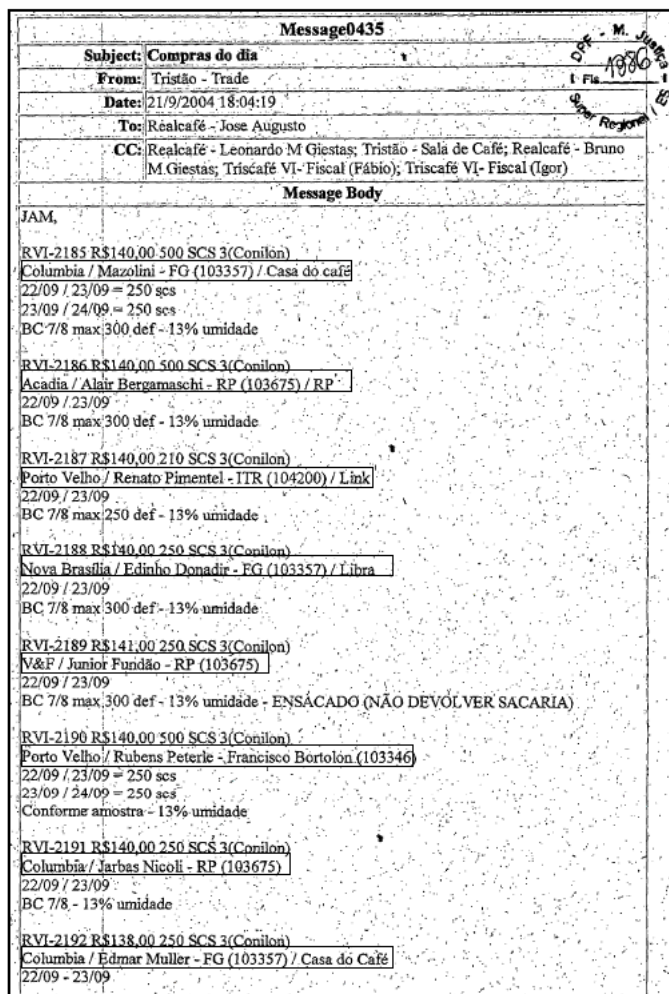 Message0435
Subject: Compras do dia
From: Tristão - Trade
Date: 21/9/2004 18:04:19
To: Realcafé - Jose Augusto
CC: Realcafé - Leonardo M Giestas; Tristão - Sala de Café; Realcafé - Bruno
M.Giestas; Triscafé VI- Fiscal (Fábio); Triscafé VI- Fiscal (Igor)
DPF - M. Justiça
Fls. 1886
Super Regional / ES
Message Body
JAM,
RVI-2185 R$140,00 500 SCS 3(Conilon)
Columbia / Mazolini - FG (103357) / Casa do café
22/09 / 23/09 = 250 scs
23/09 / 24/09 = 250 scs
BC 7/8 max 300 def - 13% umidade
RVI-2186 R$140,00 500 SCS 3(Conilon)
Acadia / Alair Bergamaschi - RP (103675) / RP
22/09 / 23/09
BC 7/8 max 300 def - 13% umidade
RVI-2187 R$140,00 210 SCS 3(Conilon)
Porto Velho / Renato Pimentel - ITR (104200) / Link
22/09 / 23/09
BC 7/8 max 250 def - 13% umidade
RVI-2188 R$140,00 250 SCS 3(Conilon)
Nova Brasília / Edinho Donadir - FG (103357) / Libra
22/09 / 23/09
BC 7/8 max 300 def - 13% umidade
RVI-2189 R$141,00 250 SCS 3(Conilon)
V&F / Junior Fundão - RP (103675)
22/09 / 23/09
BC 7/8 max 300 def - 13% umidade - ENSACADO (NÃO DEVOLVER SACARIA)
RVI-2190 R$140,00 500 SCS 3(Conilon)
Porto Velho / Rubens Peterle - Francisco Bortolon (103346)
22/09 / 23/09 = 250 scs
23/09 / 24/09 = 250 scs
Conforme amostra - 13% umidade
RVI-2191 R$140,00 250 SCS 3(Conilon)
Columbia / Jarbas Nicoli - RP (103675)
22/09 / 23/09
BC 7/8 - 13% umidade
RVI-2192 R$138,00 250 SCS 3(Conilon)
Columbia / Edmar Muller - FG (103357) / Casa do Café
22/09 - 23/09